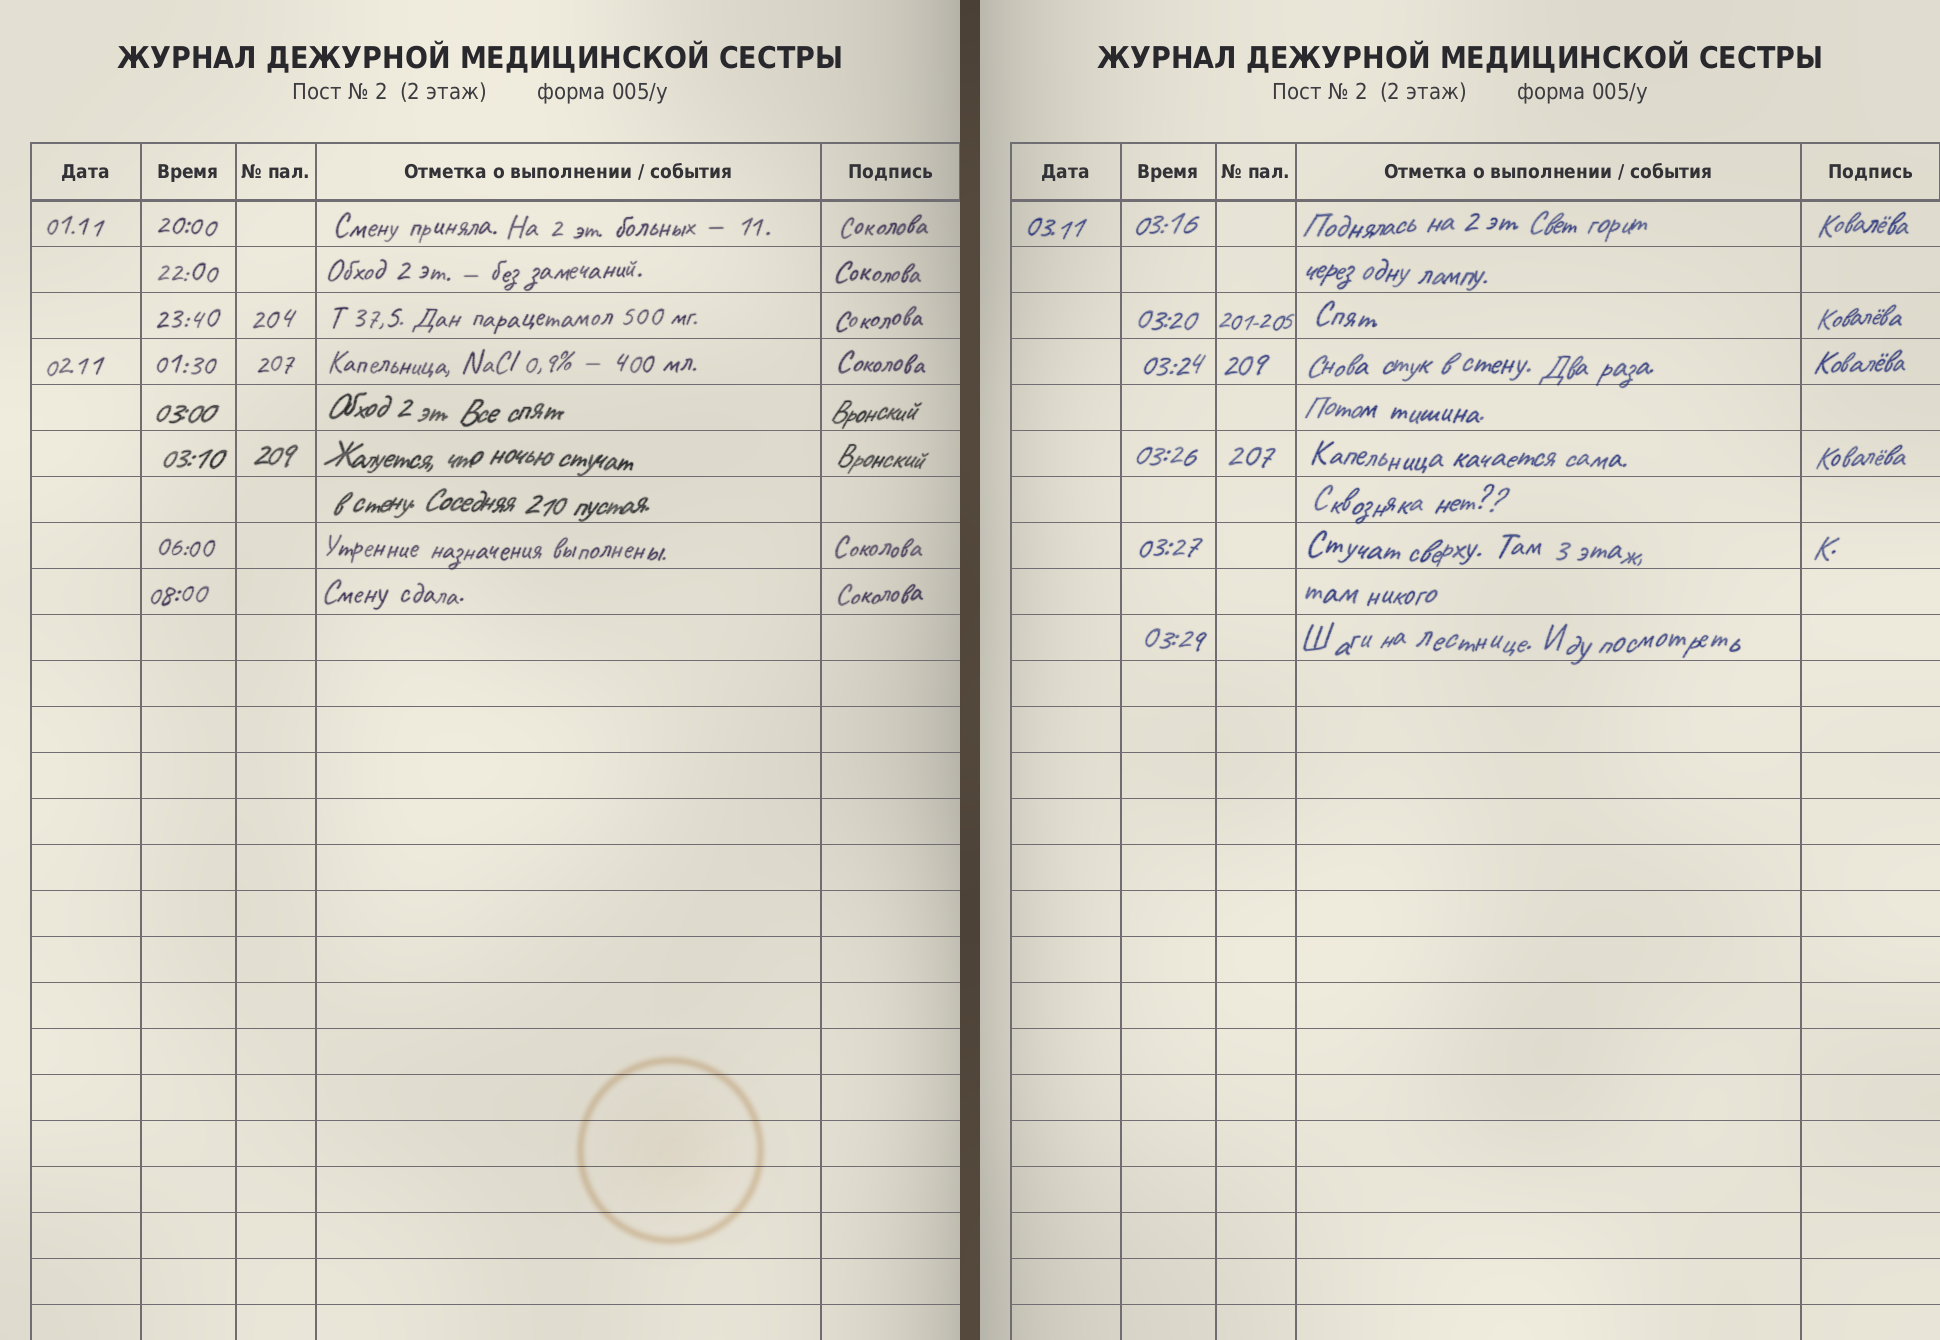 ЖУРНАЛ ДЕЖУРНОЙ МЕДИЦИНСКОЙ СЕСТРЫ
Пост № 2 (2 этаж) форма 005/у
Дата Время № пал. Отметка о выполнении / события Подпись
01.11 20:00 Смену приняла. На 2 эт. больных – 11. Соколова
22:00 Обход 2 эт. – без замечаний. Соколова
23:40 204 Т 37,5. Дан парацетамол 500 мг. Соколова
02.11 01:30 207 Капельница, NaCl 0,9% – 400 мл. Соколова
03:00 Обход 2 эт. Все спят Вронский
03:10 209 Жалуется, что ночью стучат Вронский
в стену. Соседняя 210 пустая.
06:00 Утренние назначения выполнены. Соколова
08:00 Смену сдала. Соколова
ЖУРНАЛ ДЕЖУРНОЙ МЕДИЦИНСКОЙ СЕСТРЫ
Пост № 2 (2 этаж) форма 005/у
Дата Время № пал. Отметка о выполнении / события Подпись
03.11 03:16 Поднялась на 2 эт. Свет горит Ковалёва
через одну лампу.
03:20 201-205 Спят. Ковалёва
03:24 209 Снова стук в стену. Два раза. Ковалёва
Потом тишина.
03:26 207 Капельница качается сама. Ковалёва
Сквозняка нет??
03:27 Стучат сверху. Там 3 этаж, К.
там никого
03:29 Шаги на лестнице. Иду посмотреть